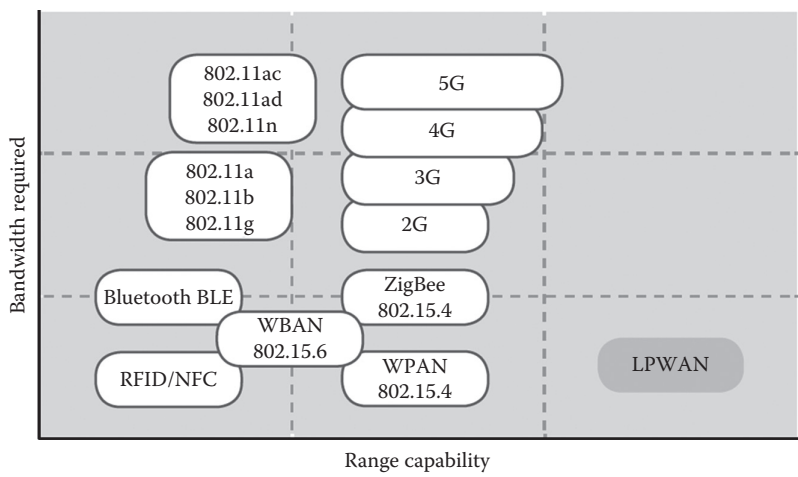 802.11ac
802.11ad
802.11n
5G
4G
802.11a
802.11b
802.11g
3G
2G
Bandwidth required
Bluetooth BLE
ZigBee
802.15.4
WBAN
802.15.6
RFID/NFC
WPAN
802.15.4
LPWAN
Range capability